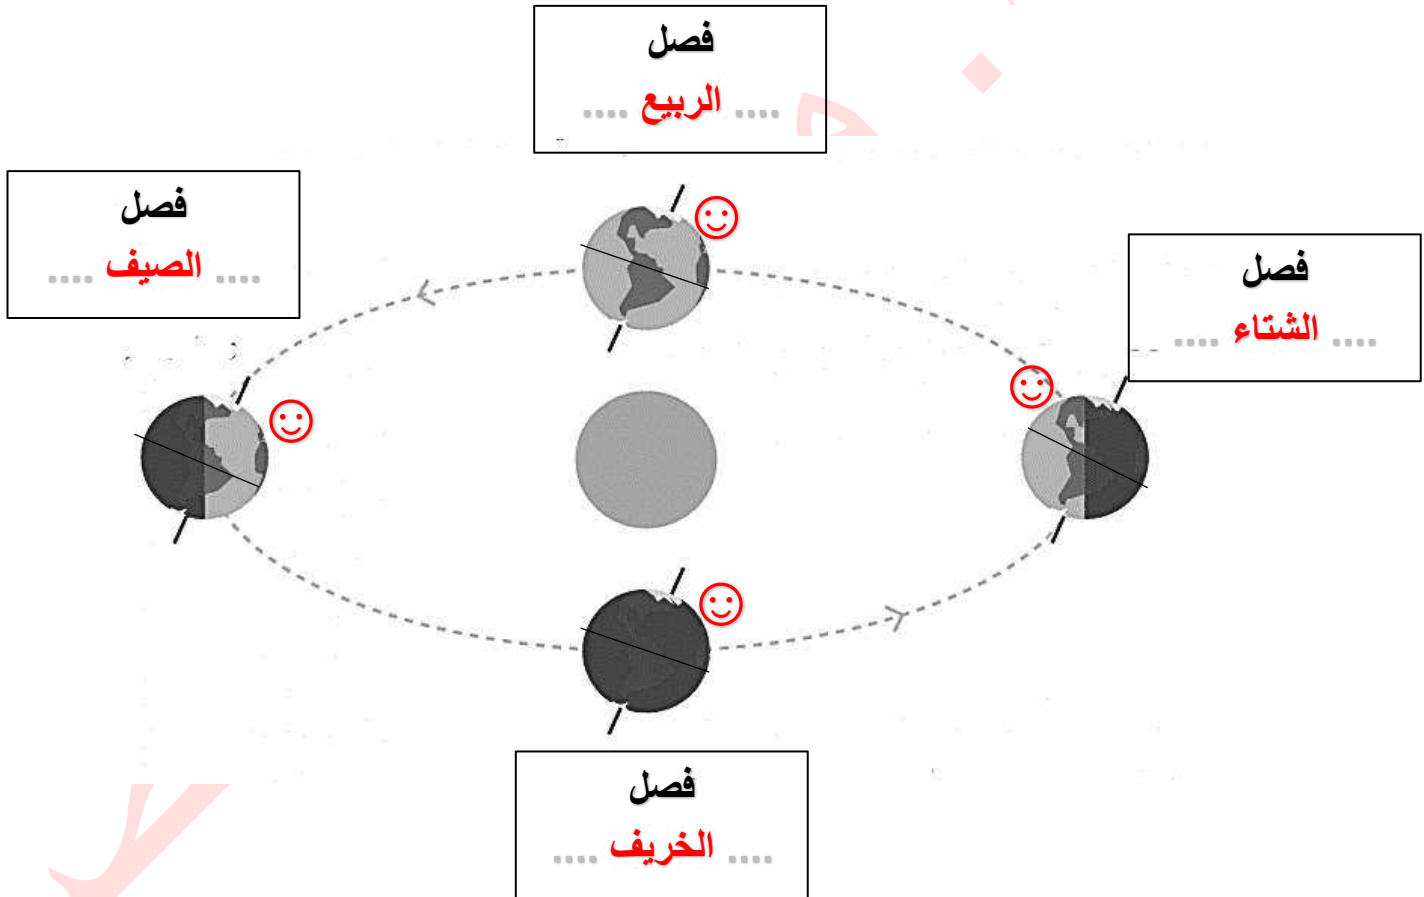 فصل
.... الربيع ....
فصل
.... الصيف ....
فصل
.... الشتاء ....
فصل
.... الخريف ....